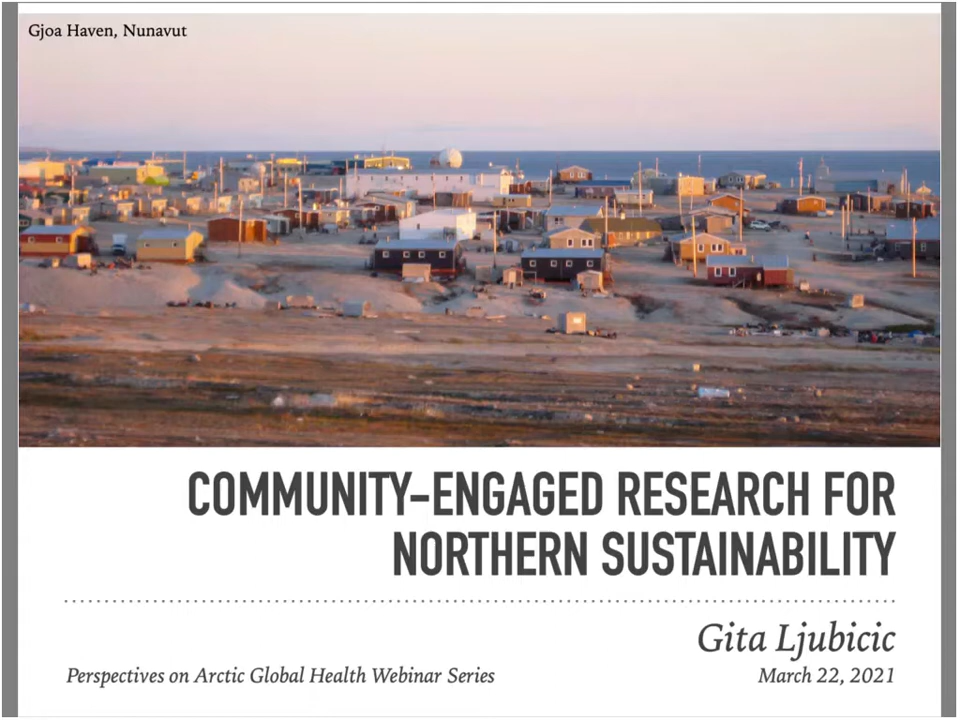 Gjoa Haven, Nunavut
COMMUNITY-ENGAGED RESEARCH FOR
NORTHERN SUSTAINABILITY
Gita Ljubicic
Perspectives on Arctic Global Health Webinar Series
March 22, 2021